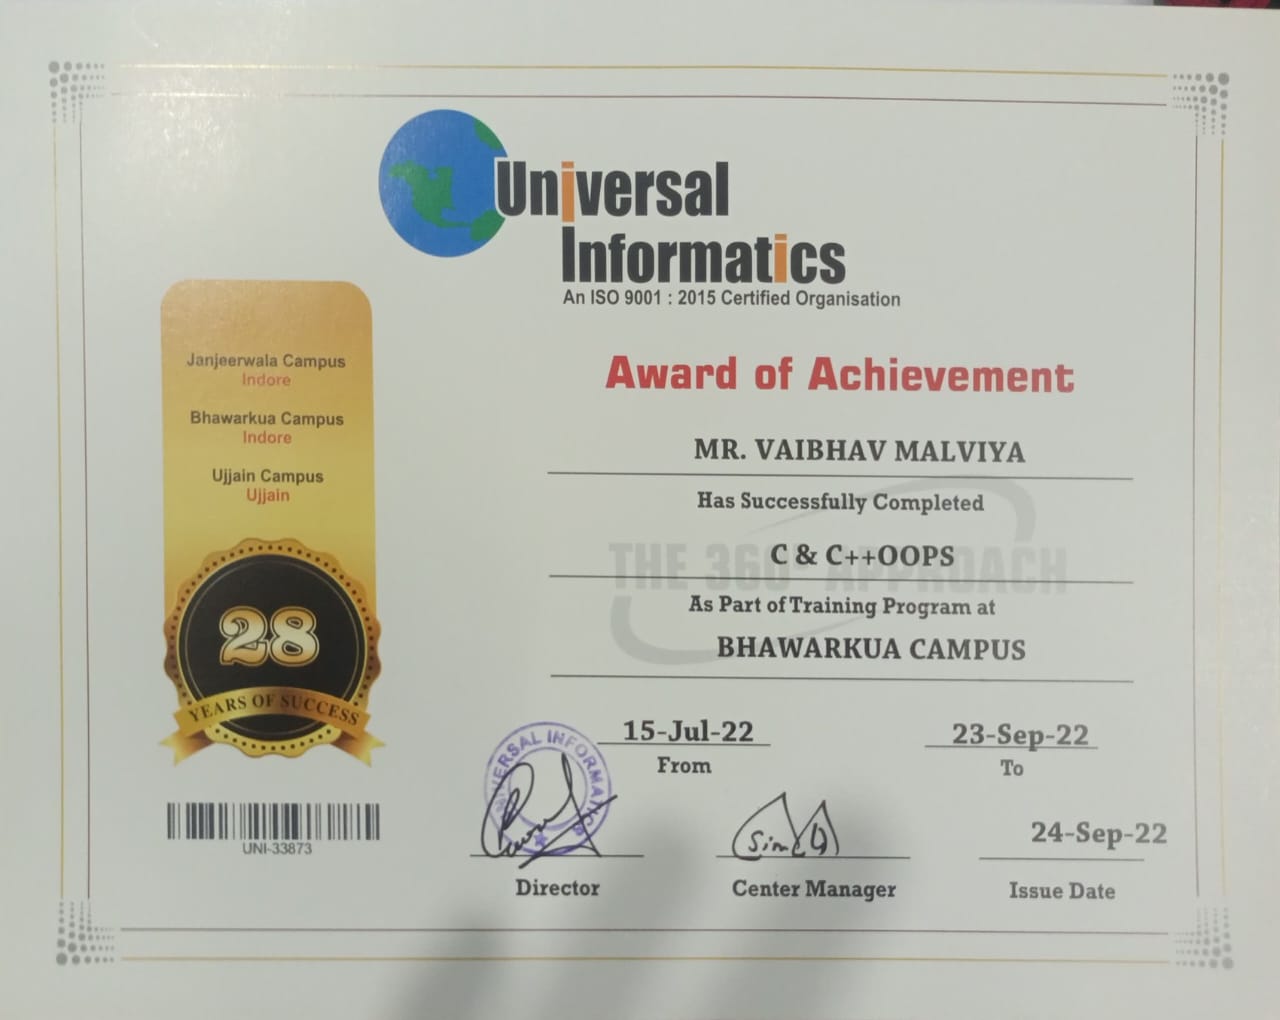 Universal
Informatics
An ISO 9001 : 2015 Certified Organisation
Janjeerwala Campus
Indore
Bhawarkua Campus
Indore
Ujjain Campus
Ujjain
28
YEARS OF SUCCESS
UNI-33873
Award of Achievement
MR. VAIBHAV MALVIYA
Has Successfully Completed
THE 360° APPROACH
C & C++OOPS
As Part of Training Program at
BHAWARKUA CAMPUS
15-Jul-22
From
23-Sep-22
To
UNIVERSAL INFORMATICS
Director
Center Manager
24-Sep-22
Issue Date